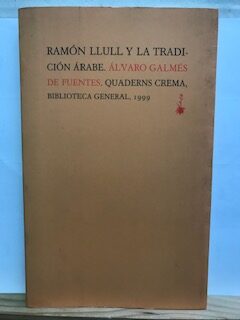 RAMÓN LLULL Y LA TRADI-
CIÓN ÁRABE. ÁLVARO GALMÉS
DE FUENTES. QUADERNS CREMA,
BIBLIOTECA GENERAL, 1999